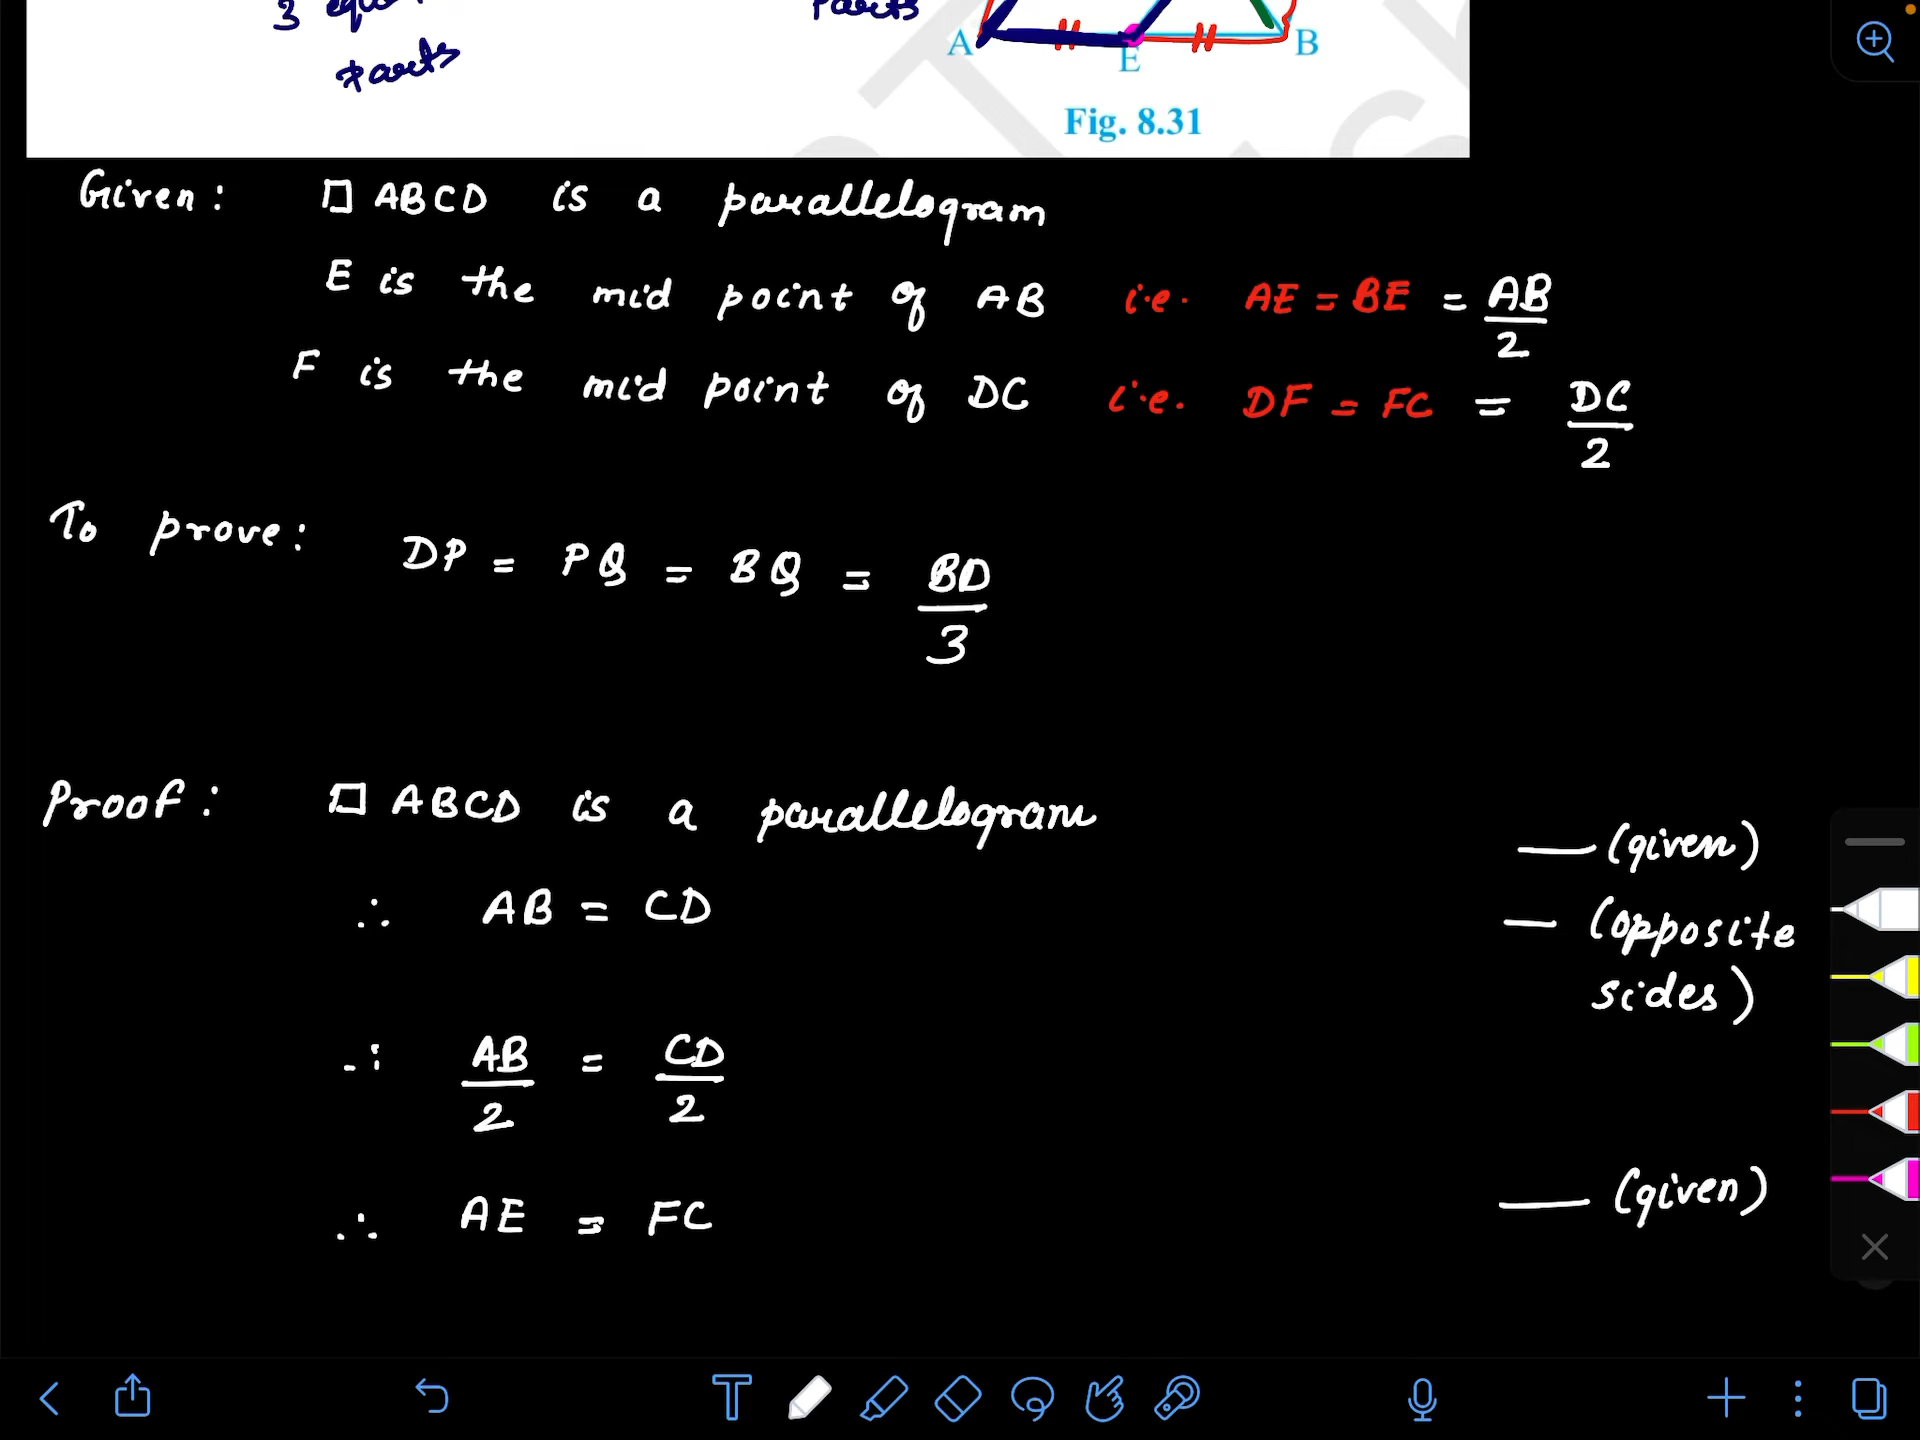 3
parts
parts
A E B
Fig. 8.31
Given : □ ABCD is a parallelogram
E is the mid point of AB i.e. AE = BE = AB/2
F is the mid point of DC i.e. DF = FC = DC/2
To prove : DP = PQ = BQ = BD/3
Proof : □ ABCD is a parallelogram — (given)
∴ AB = CD — (opposite
sides)
∴ AB/2 = CD/2
∴ AE = FC — (given)